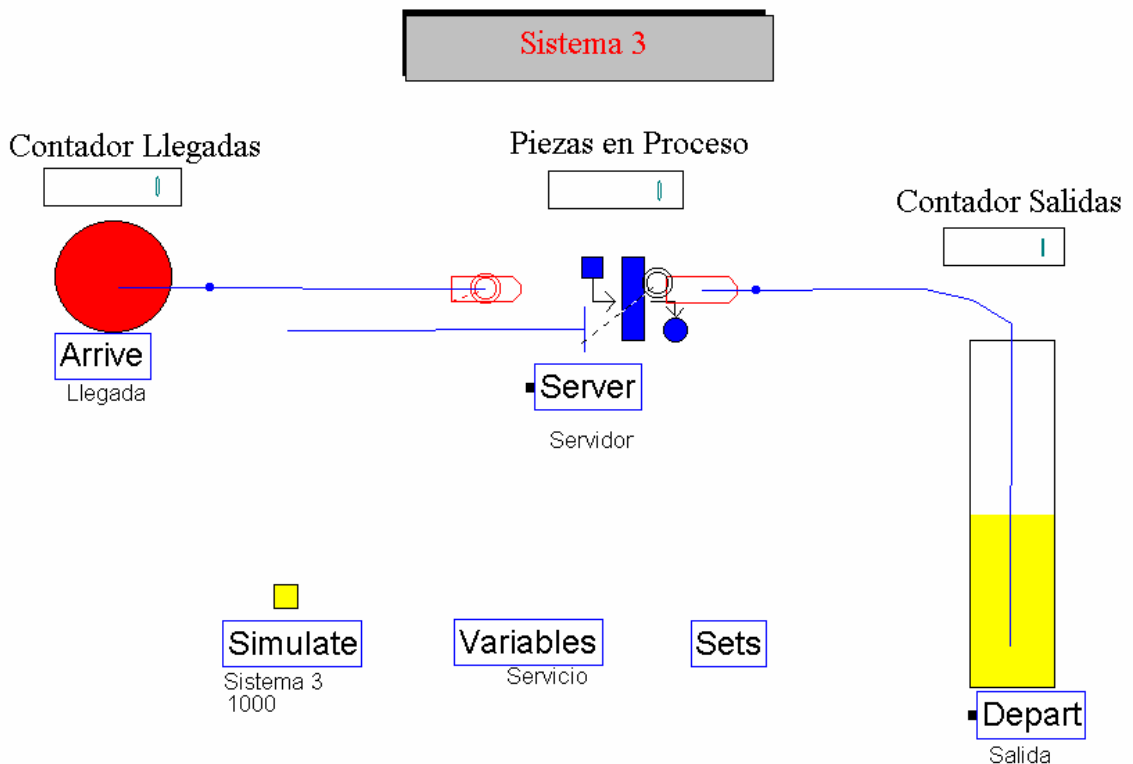 Sistema 3
Contador Llegadas
Piezas en Proceso
0
0
Contador Salidas
1
Arrive
Llegada
Server
Servidor
Simulate
Sistema 3
1000
Variables
Servicio
Sets
Depart
Salida